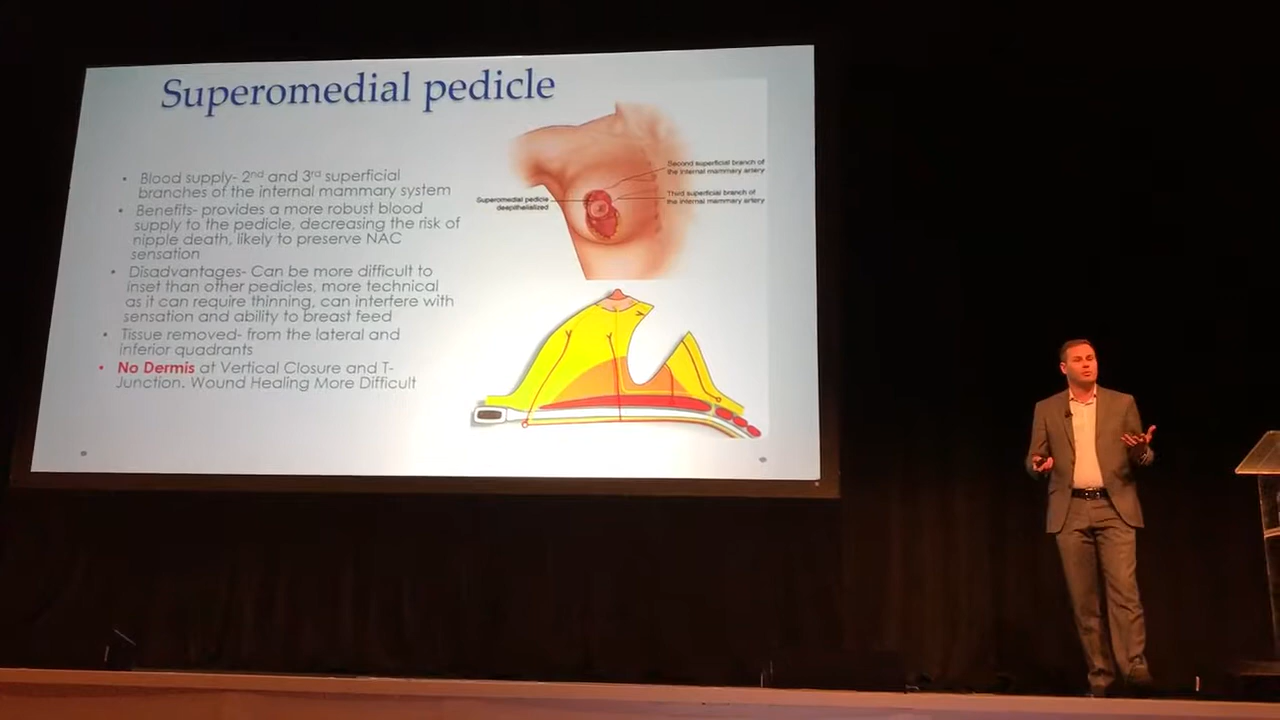 Superomedial pedicle
• Blood supply- 2nd and 3rd superficial
branches of the internal mammary system
• Benefits- provides a more robust blood
supply to the pedicle, decreasing the risk of
nipple death, likely to preserve NAC
sensation
• Disadvantages- Can be more difficult to
inset than other pedicles, more technical
as it can require thinning, can interfere with
sensation and ability to breast feed
• Tissue removed- from the lateral and
inferior quadrants
• No Dermis at Vertical Closure and T-
Junction. Wound Healing More Difficult
Second superficial branch of
the internal mammary artery
Superomedial pedicle
deepithelialized
Third superficial branch of
the internal mammary artery